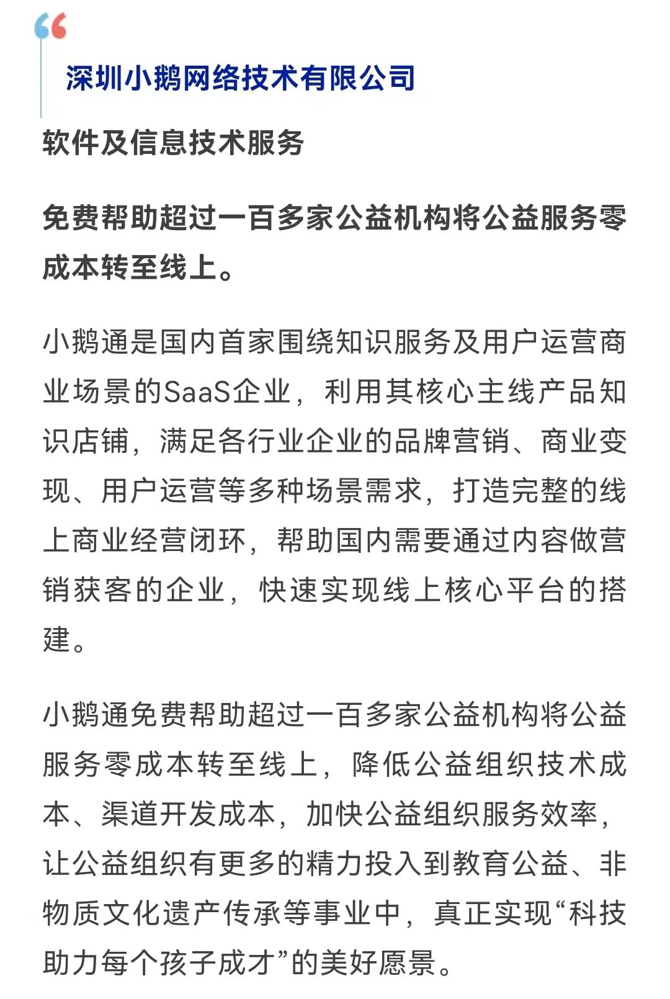 深圳小鹅网络技术有限公司
软件及信息技术服务
免费帮助超过一百多家公益机构将公益服务零
成本转至线上。
小鹅通是国内首家围绕知识服务及用户运营商
业场景的SaaS企业，利用其核心主线产品知
识店铺，满足各行业企业的品牌营销、商业变
现、用户运营等多种场景需求，打造完整的线
上商业经营闭环，帮助国内需要通过内容做营
销获客的企业，快速实现线上核心平台的搭
建。
小鹅通免费帮助超过一百多家公益机构将公益
服务零成本转至线上，降低公益组织技术成
本、渠道开发成本，加快公益组织服务效率，
让公益组织有更多的精力投入到教育公益、非
物质文化遗产传承等事业中，真正实现“科技
助力每个孩子成才”的美好愿景。